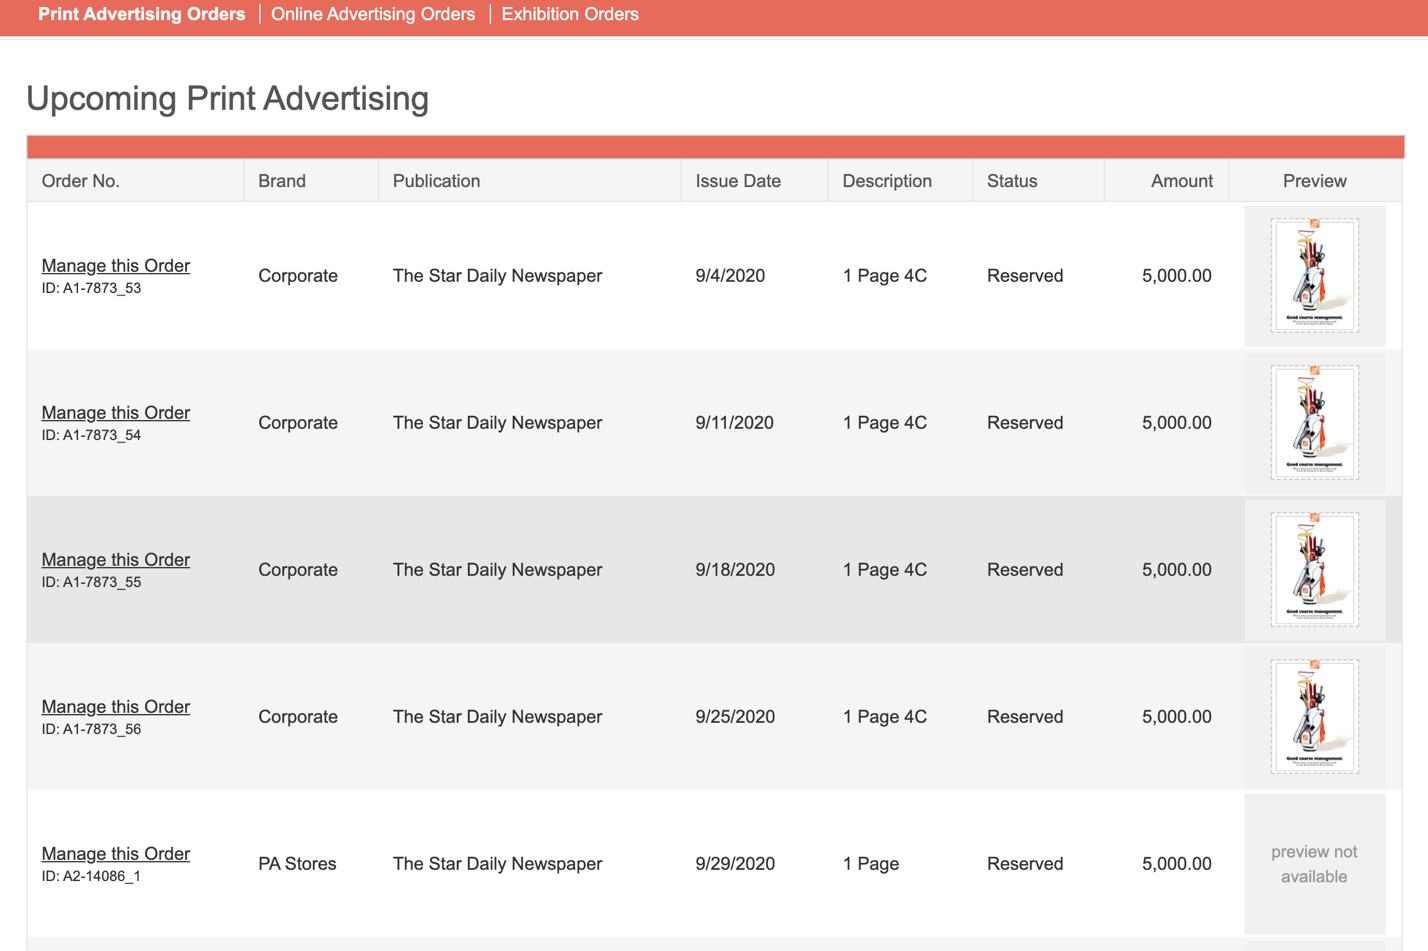 Print Advertising Orders | Online Advertising Orders | Exhibition Orders
Upcoming Print Advertising
Order No. Brand Publication Issue Date Description Status Amount Preview
Manage this Order
ID: A1-7873_53
Corporate The Star Daily Newspaper 9/4/2020 1 Page 4C Reserved 5,000.00
Good course management.
Manage this Order
ID: A1-7873_54
Corporate The Star Daily Newspaper 9/11/2020 1 Page 4C Reserved 5,000.00
Good course management.
Manage this Order
ID: A1-7873_55
Corporate The Star Daily Newspaper 9/18/2020 1 Page 4C Reserved 5,000.00
Good course management.
Manage this Order
ID: A1-7873_56
Corporate The Star Daily Newspaper 9/25/2020 1 Page 4C Reserved 5,000.00
Good course management.
Manage this Order
ID: A2-14086_1
PA Stores The Star Daily Newspaper 9/29/2020 1 Page Reserved 5,000.00
preview not
available